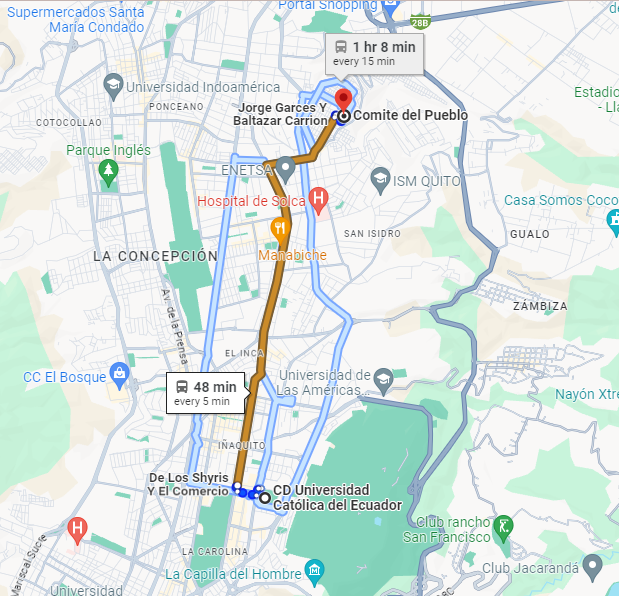 Supermercados Santa
María Condado
Portal Shopping
28B
1 hr 8 min
every 15 min
Universidad Indoamérica
PONCEANO
COTOCOLLAO
Jorge Garces Y
Baltazar Carrion
Comite del Pueblo
Estadio
Parque Inglés
ENETSA
ISM QUITO
Hospital de Solca
H
Casa Somos Coco
SAN ISIDRO
GUALO
LA CONCEPCIÓN
Manabiche
Av. de la Prensa
ZÁMBIZA
EL INCA
CC El Bosque
48 min
every 5 min
Universidad de
Las Américas...
Nayón Xtre
IÑAQUITO
De Los Shyris
Y El Comercio
CD Universidad
Católica del Ecuador
H
Club rancho
San Francisco
Mariscal Sucre
LA CAROLINA
La Capilla del Hombre
Club Jacarandá
Universidad